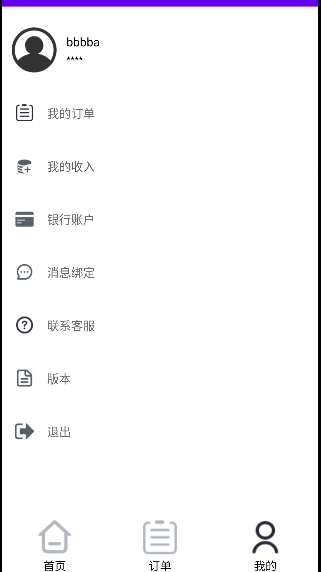 bbbba
****
我的订单
我的收入
银行账户
消息绑定
联系客服
版本
退出
首页 订单 我的